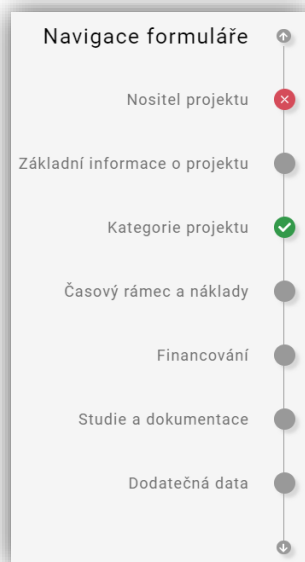 Navigace formuláře
Nositel projektu
Základní informace o projektu
Kategorie projektu
Časový rámec a náklady
Financování
Studie a dokumentace
Dodatečná data